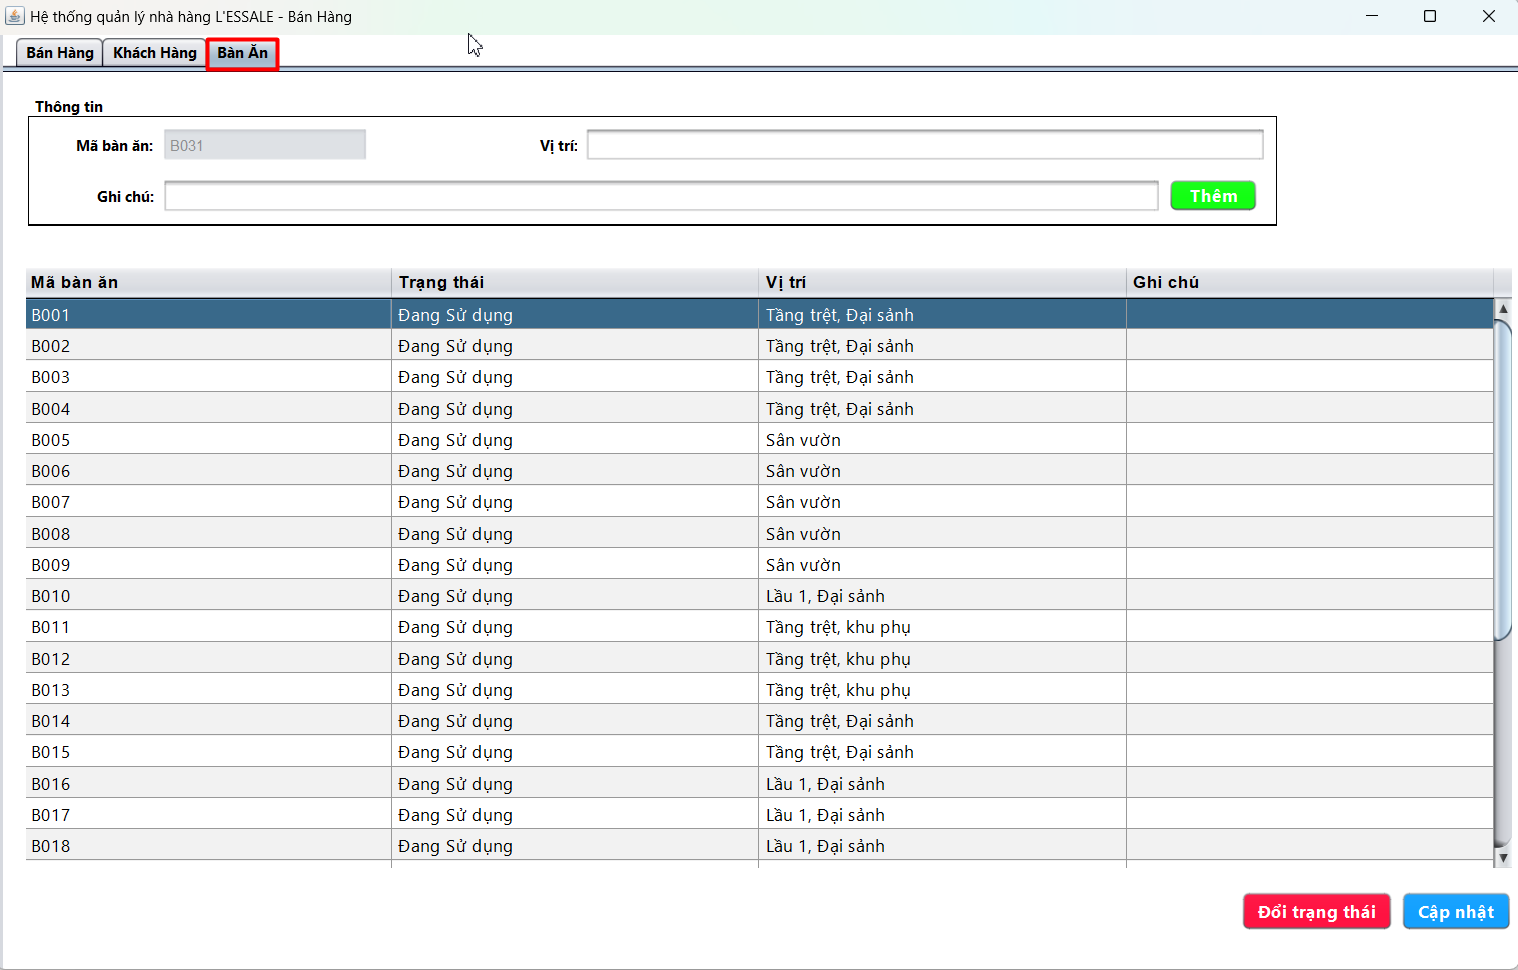 Hệ thống quản lý nhà hàng L'ESSALE - Bán Hàng
Bán Hàng Khách Hàng Bàn Ăn
Thông tin
Mã bàn ăn: B031 Vị trí:
Ghi chú: Thêm
Mã bàn ăn Trạng thái Vị trí Ghi chú
B001 Đang Sử dụng Tầng trệt, Đại sảnh
B002 Đang Sử dụng Tầng trệt, Đại sảnh
B003 Đang Sử dụng Tầng trệt, Đại sảnh
B004 Đang Sử dụng Tầng trệt, Đại sảnh
B005 Đang Sử dụng Sân vườn
B006 Đang Sử dụng Sân vườn
B007 Đang Sử dụng Sân vườn
B008 Đang Sử dụng Sân vườn
B009 Đang Sử dụng Sân vườn
B010 Đang Sử dụng Lầu 1, Đại sảnh
B011 Đang Sử dụng Tầng trệt, khu phụ
B012 Đang Sử dụng Tầng trệt, khu phụ
B013 Đang Sử dụng Tầng trệt, khu phụ
B014 Đang Sử dụng Tầng trệt, Đại sảnh
B015 Đang Sử dụng Tầng trệt, Đại sảnh
B016 Đang Sử dụng Lầu 1, Đại sảnh
B017 Đang Sử dụng Lầu 1, Đại sảnh
B018 Đang Sử dụng Lầu 1, Đại sảnh
Đổi trạng thái Cập nhật